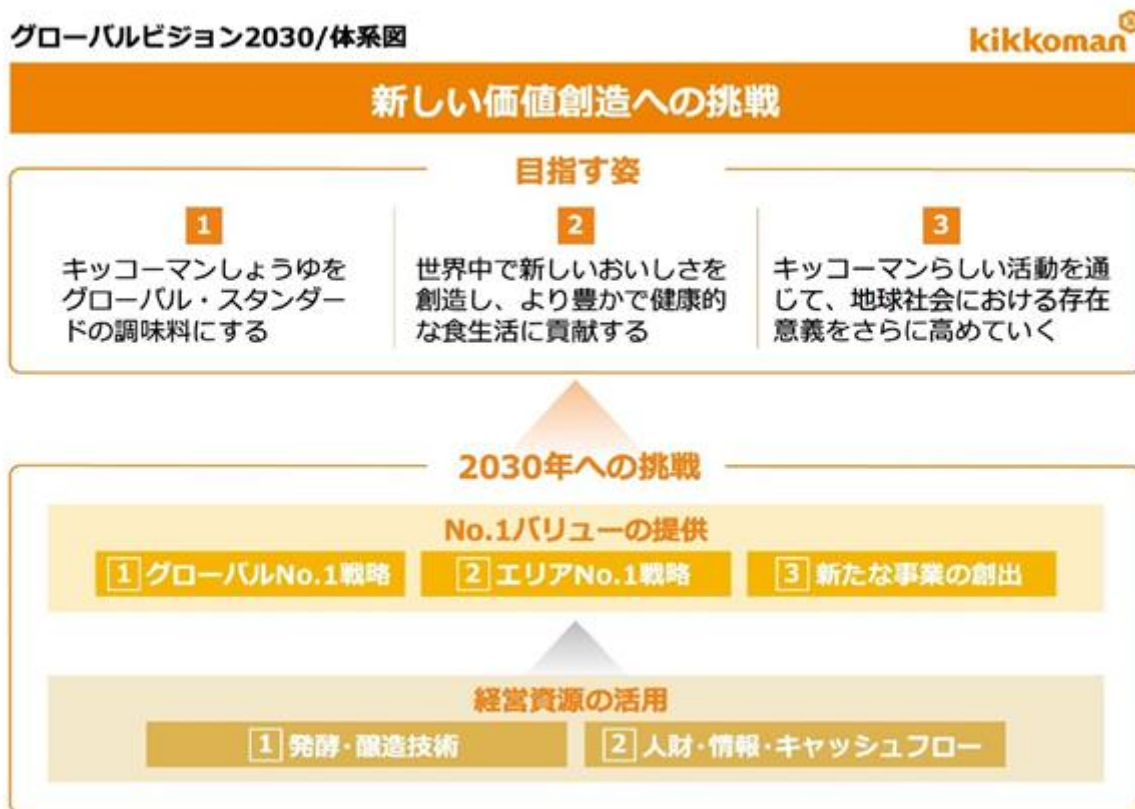 グローバルビジョン2030/体系図
kikkoman
新しい価値創造への挑戦
目指す姿
1
キッコーマンしょうゆを
グローバル・スタンダー
ドの調味料にする
2
世界中で新しいおいしさを
創造し、より豊かで健康的
な食生活に貢献する
3
キッコーマンらしい活動を通
じて、地球社会における存在
意義をさらに高めていく
2030年への挑戦
No.1バリューの提供
1 グローバルNo.1戦略
2 エリアNo.1戦略
3 新たな事業の創出
経営資源の活用
1 発酵・醸造技術
2 人財・情報・キャッシュフロー